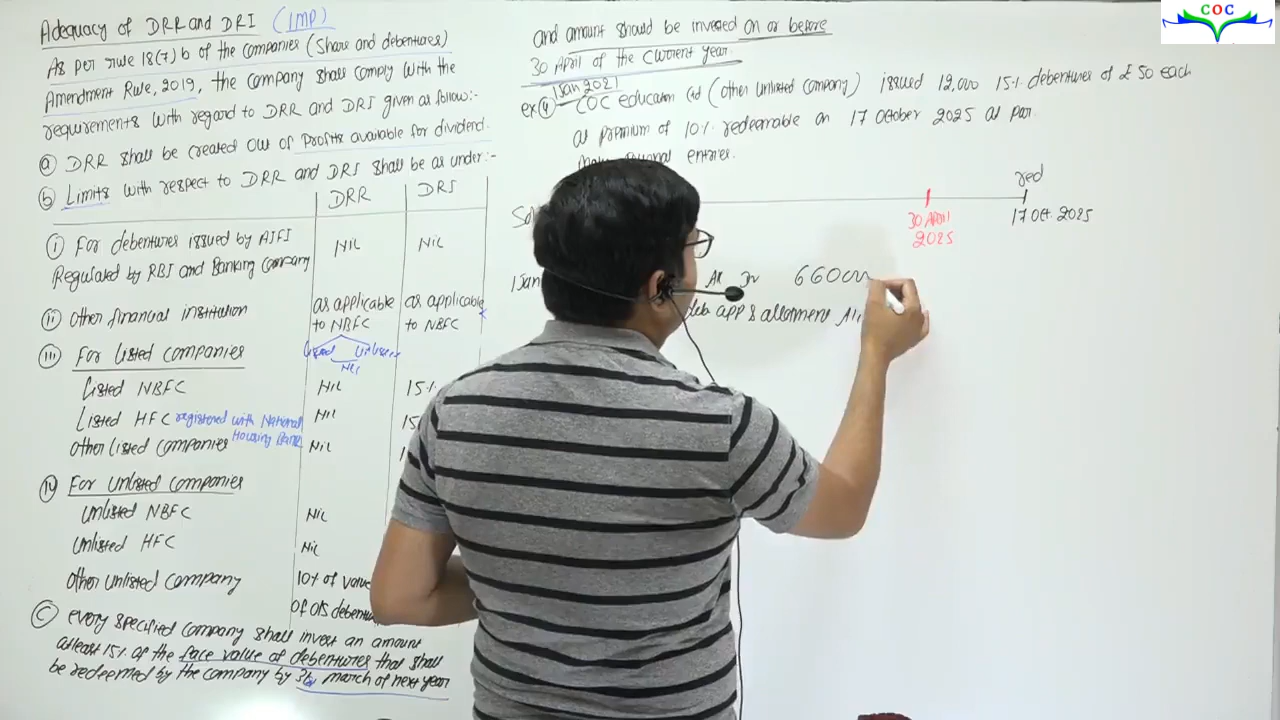 COC
Adequacy of DRR and DRI (IMP)
As per rule 18(7) b of the companies (Share and debentures)
Amendment Rule, 2019, the company shall comply with the
requirements with regard to DRR and DRI given as follow:-
(a) DRR shall be created out of Profits available for dividend.
(b) Limits with respect to DRR and DRI shall be as under:-
DRR DRI
(i) For debentures issued by AIFI Nil Nil
Regulated by RBI and Banking company
(ii) Other financial institution as applicable to NBFC as applicable to NBFC
Nil
(iii) For listed companies
Listed NBFC Nil 15%
Listed HFC registered with National Housing Bank Nil
Other listed companies Nil
(iv) For Unlisted Companies
Unlisted NBFC Nil
Unlisted HFC Nil
Other Unlisted Company 10% of value
of o/s debentures
(c) Every specified company shall invest an amount
atleast 15% of the face value of debentures that shall
be redeemed by the company by 31 march of next year
and amount should be invested on or before
30 April of the current year.
1 Jan 2021
ex (4) COC education Ltd (other unlisted company) issued 12,000 15% debentures of ₹ 50 each
at premium of 10% redeemable on 17 October 2025 at par.
entries.
red
30 April
2025
17 Oct. 2025
1 Jan
660
deb app & allotment A/c